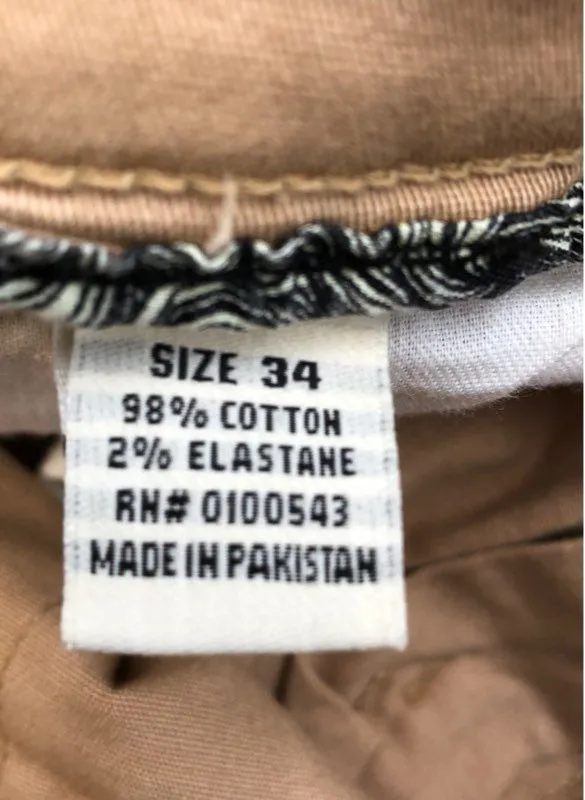 SIZE 34
98% COTTON
2% ELASTANE
RN# 0100543
MADE IN PAKISTAN